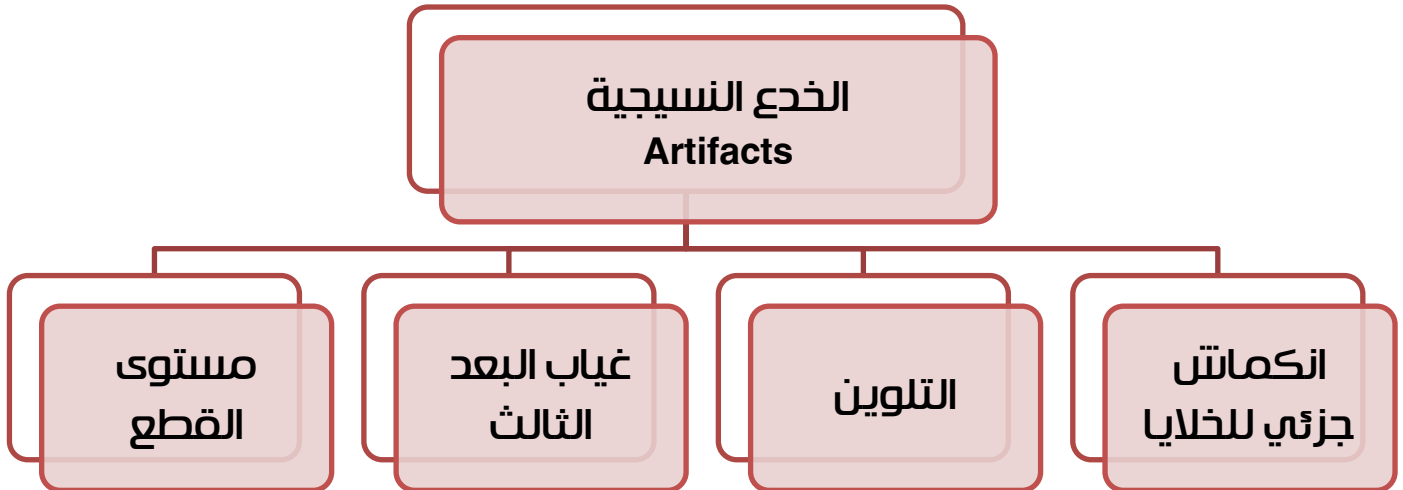 الخدع النسيجية
Artifacts
انكماش
جزئي للخلايا
التلوين
غياب البعد
الثالث
مستوى
القطع